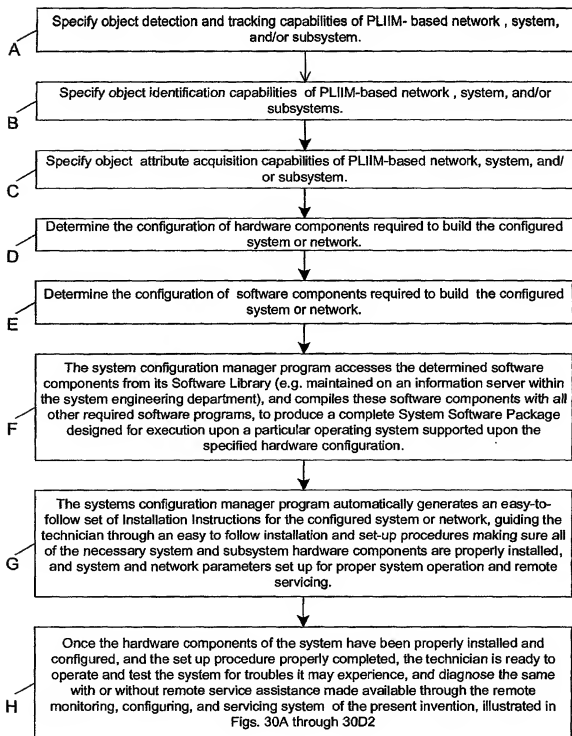 Specify object detection and tracking capabilities of PLIIM- based network , system,
and/or subsystem.
A
Specify object identification capabilities of PLIIM-based network , system, and/or
subsystems.
B
Specify object attribute acquisition capabilities of PLIIM-based network, system, and/
or subsystem.
C
Determine the configuration of hardware components required to build the configured
system or network.
D
Determine the configuration of software components required to build the configured
system or network.
E
The system configuration manager program accesses the determined software
components from its Software Library (e.g. maintained on an information server within
the system engineering department), and compiles these software components with all
other required software programs, to produce a complete System Software Package
designed for execution upon a particular operating system supported upon the
specified hardware configuration.
F
The systems configuration manager program automatically generates an easy-to-
follow set of Installation Instructions for the configured system or network, guiding the
technician through an easy to follow installation and set-up procedures making sure all
of the necessary system and subsystem hardware components are properly installed,
and system and network parameters set up for proper system operation and remote
servicing.
G
Once the hardware components of the system have been properly installed and
configured, and the set up procedure properly completed, the technician is ready to
operate and test the system for troubles it may experience, and diagnose the same
with or without remote service assistance made available through the remote
monitoring, configuring, and servicing system of the present invention, illustrated in
Figs. 30A through 30D2
H